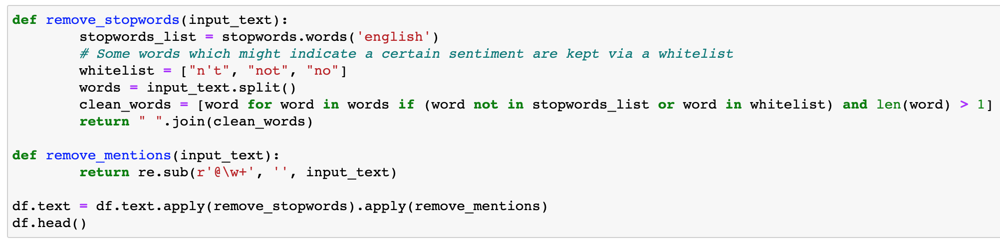 def remove_stopwords(input_text):
        stopwords_list = stopwords.words('english')
        # Some words which might indicate a certain sentiment are kept via a whitelist
        whitelist = ["n't", "not", "no"]
        words = input_text.split()
        clean_words = [word for word in words if (word not in stopwords_list or word in whitelist) and len(word) > 1]
        return " ".join(clean_words)

def remove_mentions(input_text):
        return re.sub(r'@\w+', '', input_text)

df.text = df.text.apply(remove_stopwords).apply(remove_mentions)
df.head()